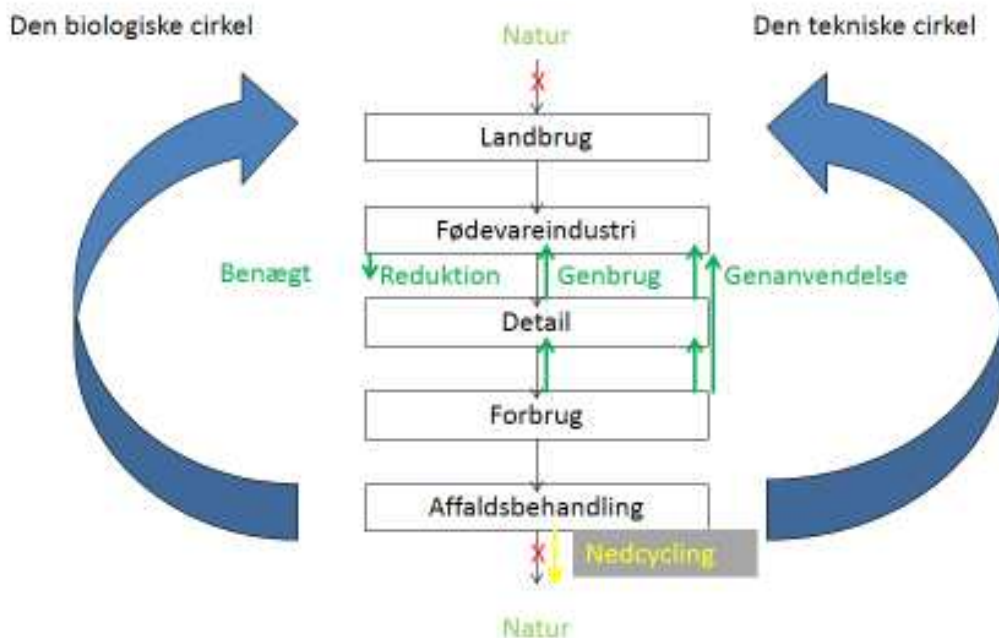 Den biologiske cirkel
Natur
Den tekniske cirkel
X
Landbrug
Fødevareindustri
Benægt
Reduktion
Genbrug
Genanvendelse
Detail
Forbrug
Affaldsbehandling
X
Nedcycling
Natur